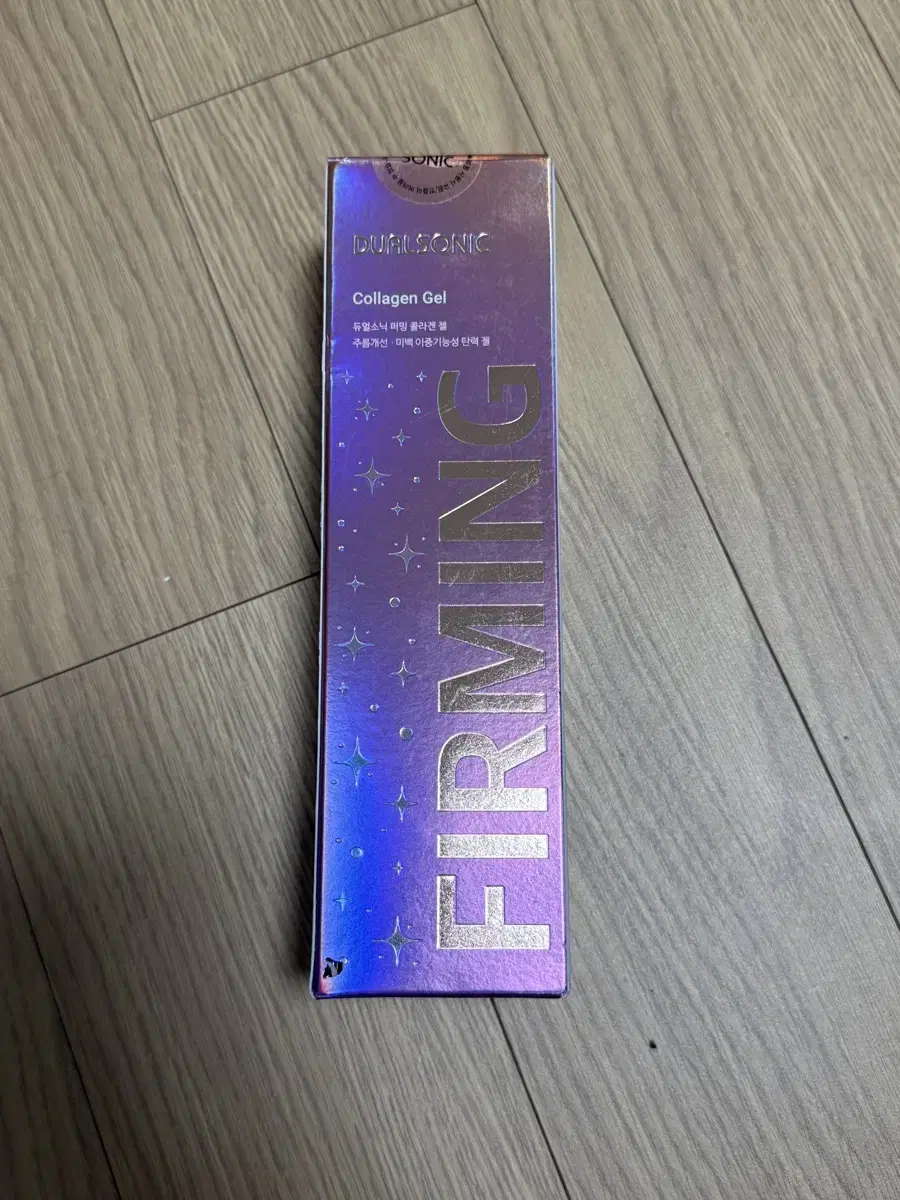 SONIC
DUALSONIC
Collagen Gel
듀얼소닉 퍼밍 콜라겐 젤
주름개선 · 미백 이중기능성 탄력 젤
FIRMING